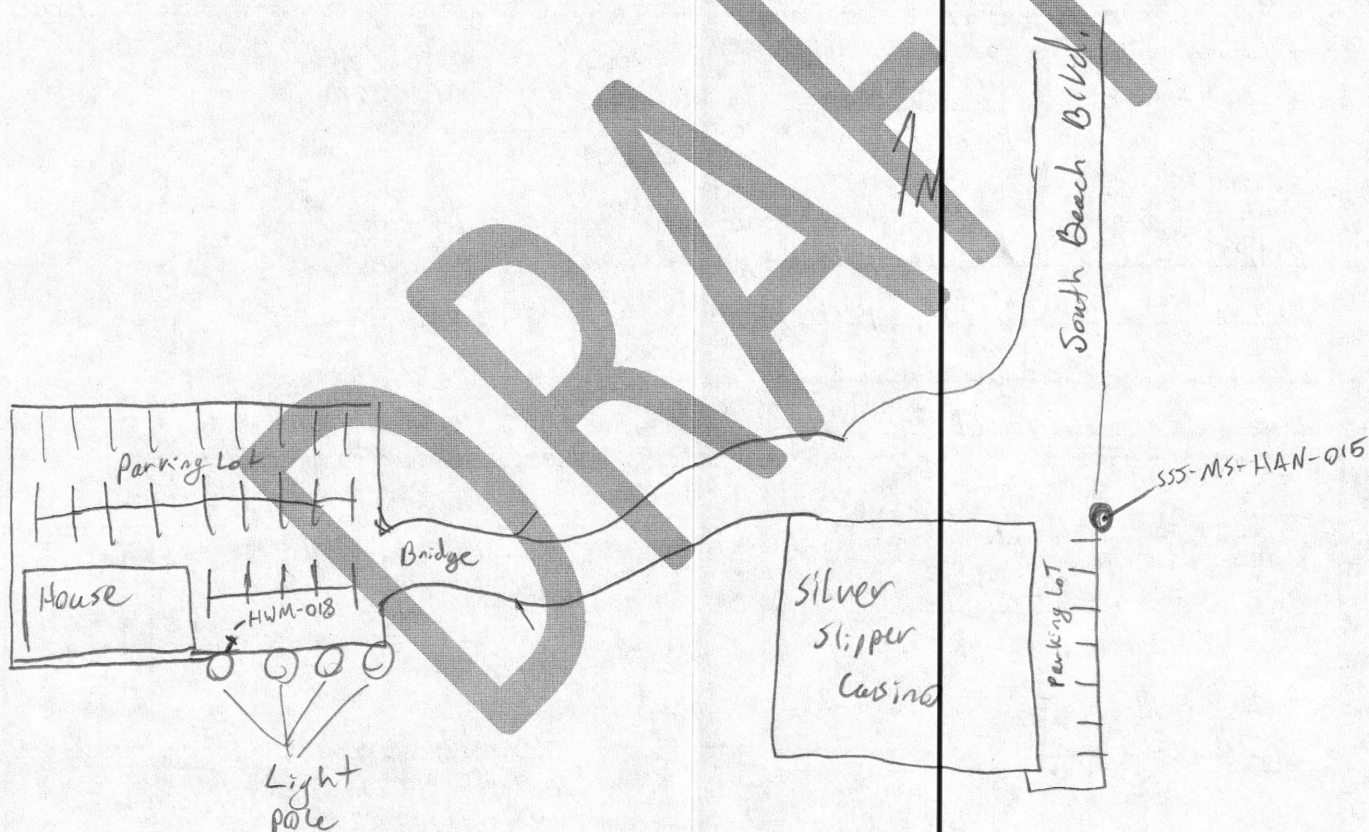 DRAFT
N
South Beach Blvd.
SSS-MS-HAN-015
Parking Lot
Bridge
House
HWM-018
Silver
Slipper
Casino
Parking Lot
Light
pole